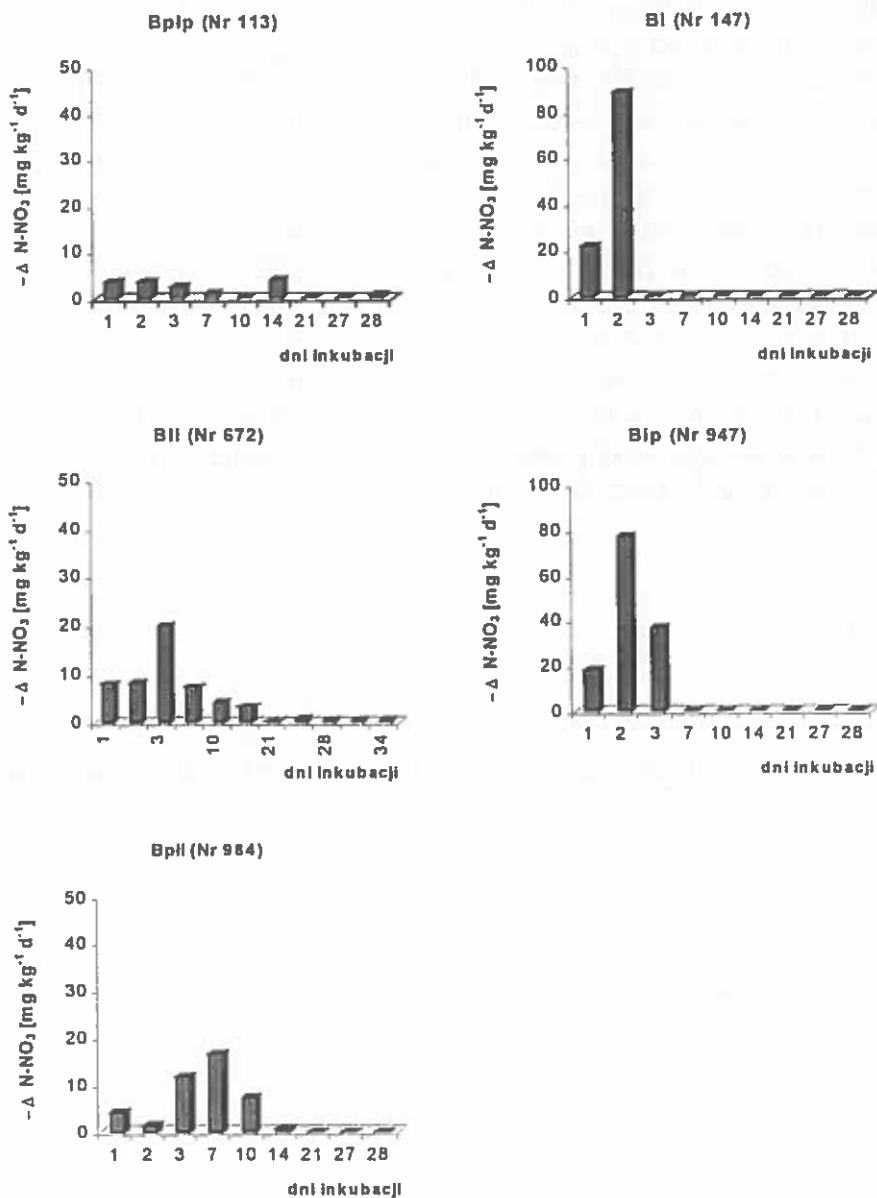 Bplp (Nr 113)
– Δ N-NO₃ [mg kg⁻¹ d⁻¹]
50
40
30
20
10
0
1 2 3 7 10 14 21 27 28
dni inkubacji
Bl (Nr 147)
– Δ N-NO₃ [mg kg⁻¹ d⁻¹]
100
80
60
40
20
0
1 2 3 7 10 14 21 27 28
dni inkubacji
Bli (Nr 672)
– Δ N-NO₃ [mg kg⁻¹ d⁻¹]
50
40
30
20
10
0
1 3 10 21 28 34
dni inkubacji
Blp (Nr 947)
– Δ N-NO₃ [mg kg⁻¹ d⁻¹]
100
80
60
40
20
0
1 2 3 7 10 14 21 27 28
dni inkubacji
(Nr 984)
– Δ N-NO₃ [mg kg⁻¹ d⁻¹]
50
40
30
20
10
0
1 2 3 7 10 14 21 27 28
dni inkubacji